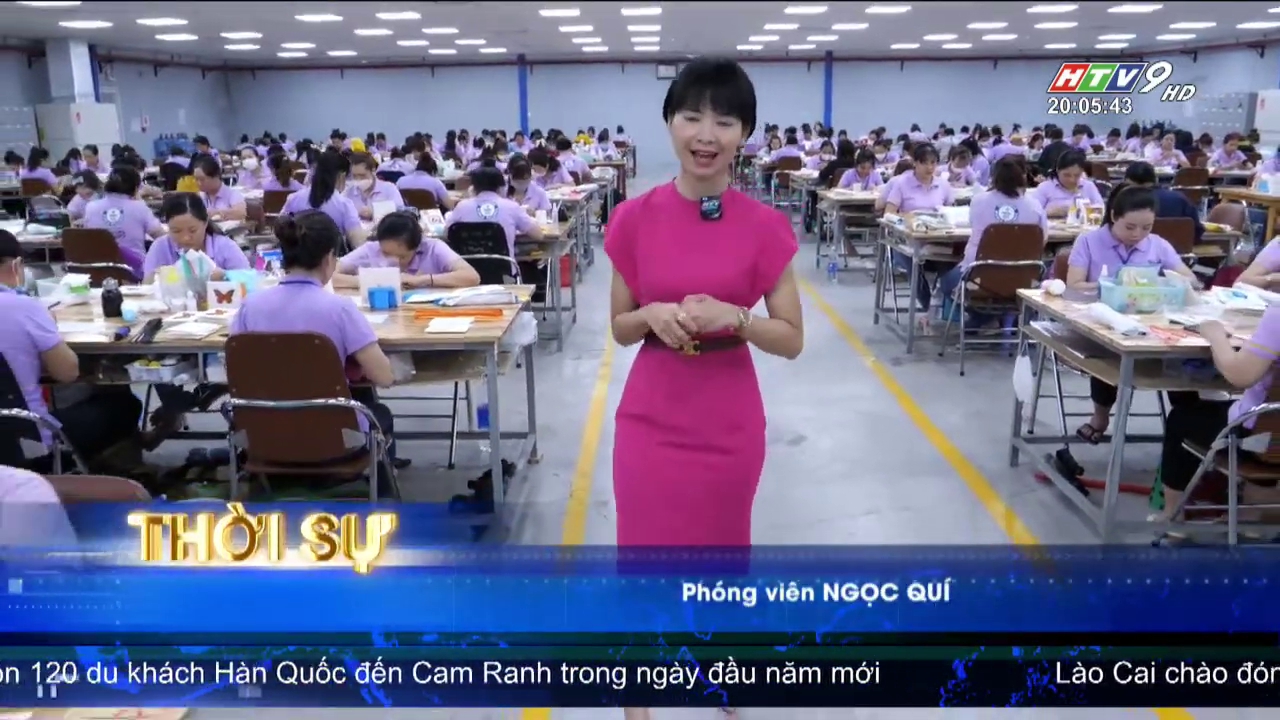 HTV9 HD
20:05:43
THỜI SỰ
Phóng viên NGỌC QUÍ
ón 120 du khách Hàn Quốc đến Cam Ranh trong ngày đầu năm mới
Lào Cai chào đón